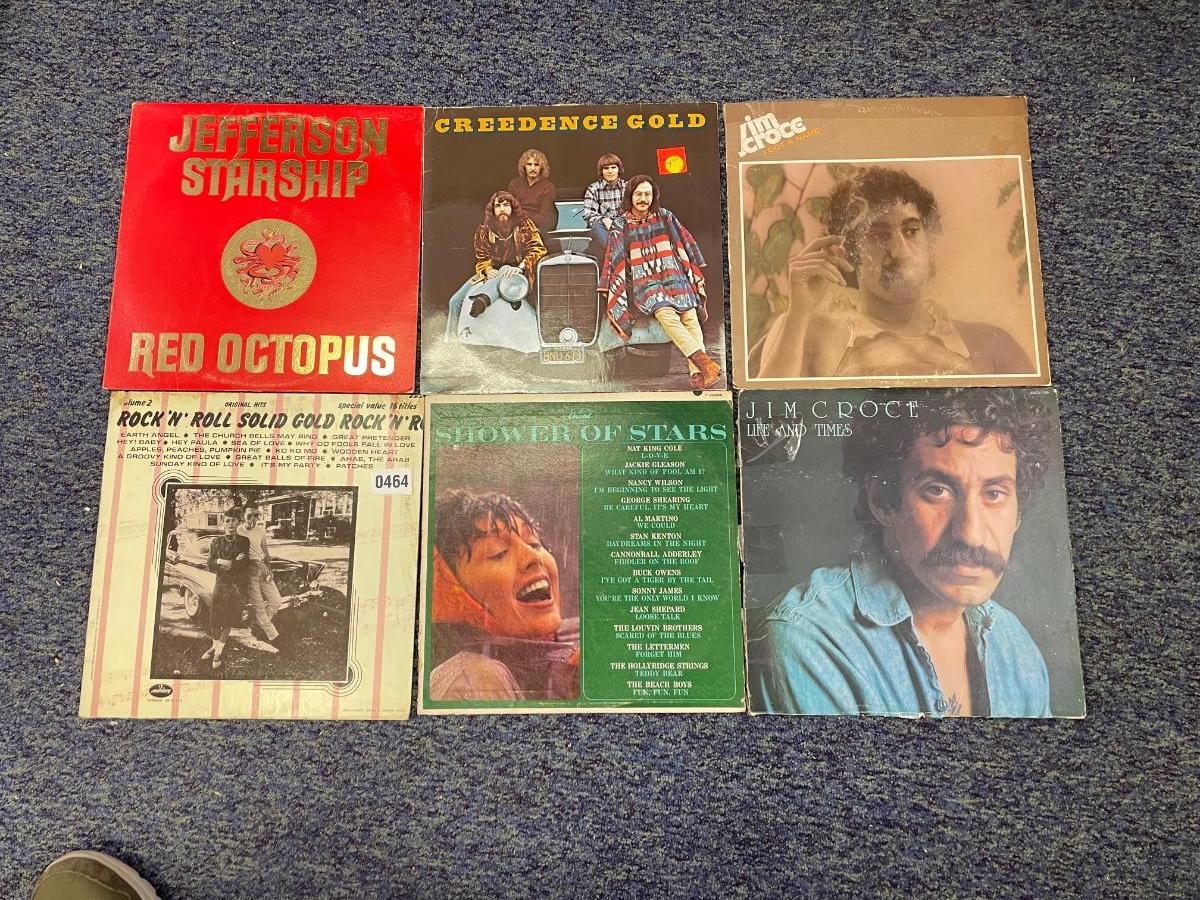 JEFFERSON
STARSHIP
RED OCTOPUS
CREEDENCE GOLD
BNU 673
jim
croce
I GOT A NAME
Volume 2 ORIGINAL HITS special value 16 titles
ROCK 'N' ROLL SOLID GOLD ROCK 'N' R
EARTH ANGEL • THE CHURCH BELLS MAY RING • GREAT PRETENDER
HEY! BABY • HEY PAULA • SEA OF LOVE • WHY DO FOOLS FALL IN LOVE
APPLES, PEACHES, PUMPKIN PIE • KO KO MO • WOODEN HEART
A GROOVY KIND OF LOVE • GREAT BALLS OF FIRE • AHAB, THE ARAB
SUNDAY KIND OF LOVE • IT'S MY PARTY • PATCHES
0464
Capitol
SHOWER OF STARS
NAT KING COLE
L-O-V-E
JACKIE GLEASON
WHAT KIND OF FOOL AM I?
NANCY WILSON
I'M BEGINNING TO SEE THE LIGHT
GEORGE SHEARING
BE CAREFUL, IT'S MY HEART
AL MARTINO
WE COULD
STAN KENTON
DAYDREAMS IN THE NIGHT
CANNONBALL ADDERLEY
FIDDLER ON THE ROOF
BUCK OWENS
I'VE GOT A TIGER BY THE TAIL
SONNY JAMES
YOU'RE THE ONLY WORLD I KNOW
JEAN SHEPARD
LOOSE TALK
THE LOUVIN BROTHERS
SCARED OF THE BLUES
THE LETTERMEN
FORGET HIM
THE HOLLYRIDGE STRINGS
TEDDY BEAR
THE BEACH BOYS
FUN, FUN, FUN
JIM CROCE
LIFE AND TIMES